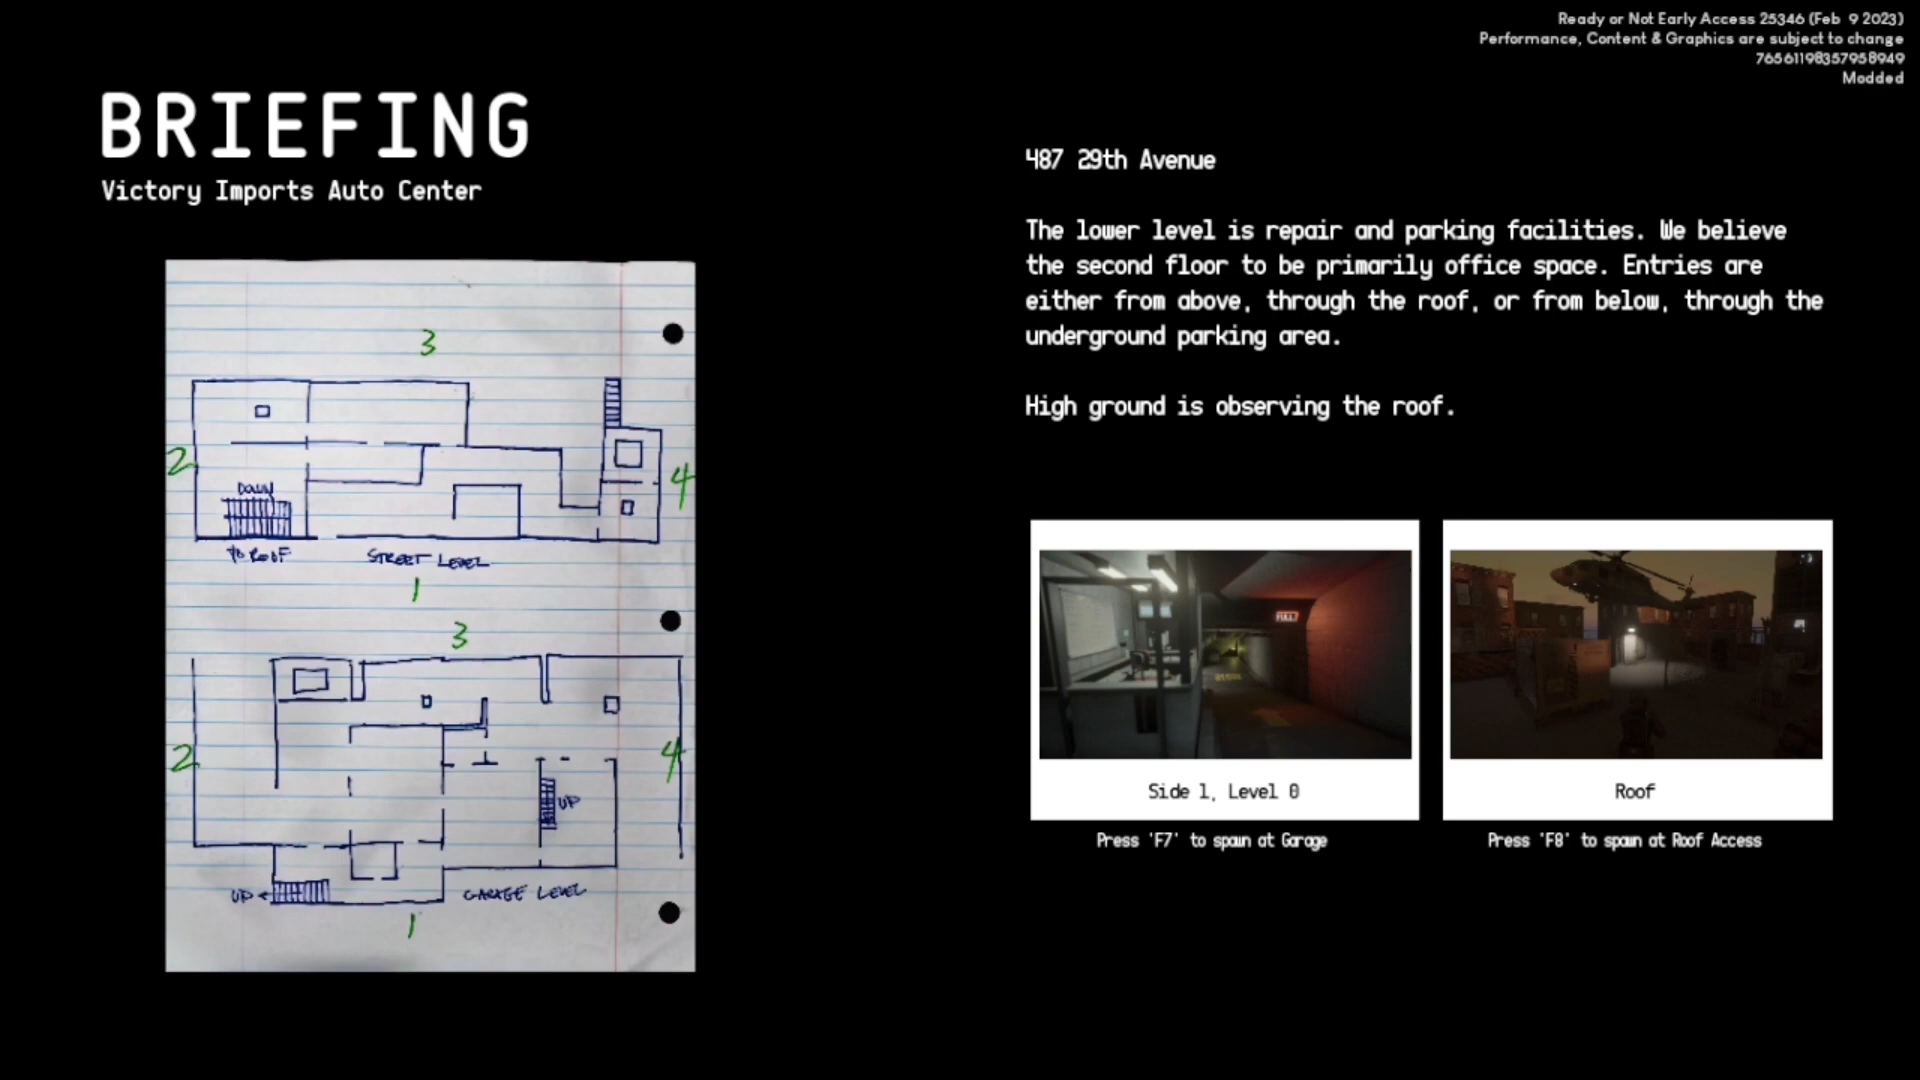 Ready or Not Early Access 25346 (Feb 9 2023)
Performance, Content & Graphics are subject to change
76561198357958949
Modded
BRIEFING
Victory Imports Auto Center
3
2
4
DOWN
TO ROOF
STREET LEVEL
1
3
2
4
UP
UP
GARAGE LEVEL
1
487 29th Avenue
The lower level is repair and parking facilities. We believe
the second floor to be primarily office space. Entries are
either from above, through the roof, or from below, through the
underground parking area.
High ground is observing the roof.
FULL
Side 1, Level 0
Press 'F7' to spawn at Garage
Roof
Press 'F8' to spawn at Roof Access